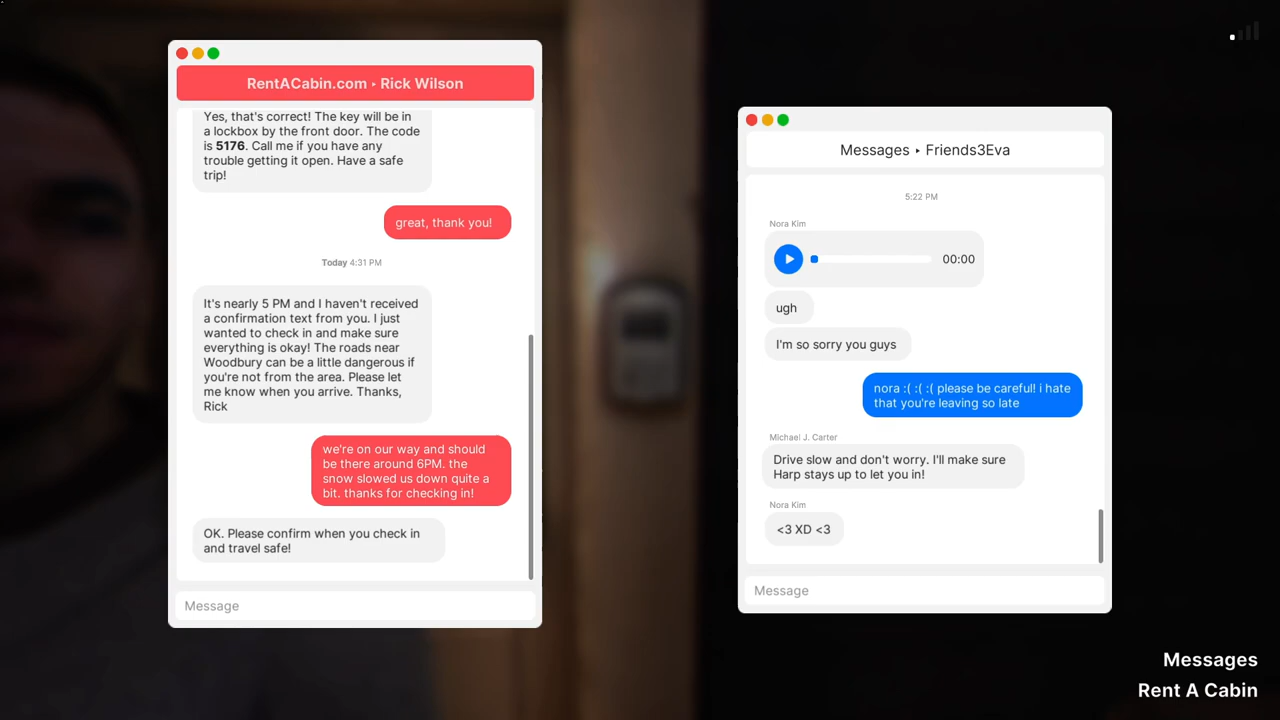 RentACabin.com ‣ Rick Wilson
Yes, that's correct! The key will be in
a lockbox by the front door. The code
is 5176. Call me if you have any
trouble getting it open. Have a safe
trip!
great, thank you!
Today 4:31 PM
It's nearly 5 PM and I haven't received
a confirmation text from you. I just
wanted to check in and make sure
everything is okay! The roads near
Woodbury can be a little dangerous if
you're not from the area. Please let
me know when you arrive. Thanks,
Rick
we're on our way and should
be there around 6PM. the
snow slowed us down quite a
bit. thanks for checking in!
OK. Please confirm when you check in
and travel safe!
Message
Messages ‣ Friends3Eva
5:22 PM
Nora Kim
00:00
ugh
I'm so sorry you guys
nora :( :( :( please be careful! i hate
that you're leaving so late
Michael J. Carter
Drive slow and don't worry. I'll make sure
Harp stays up to let you in!
Nora Kim
<3 XD <3
Message
Messages
Rent A Cabin